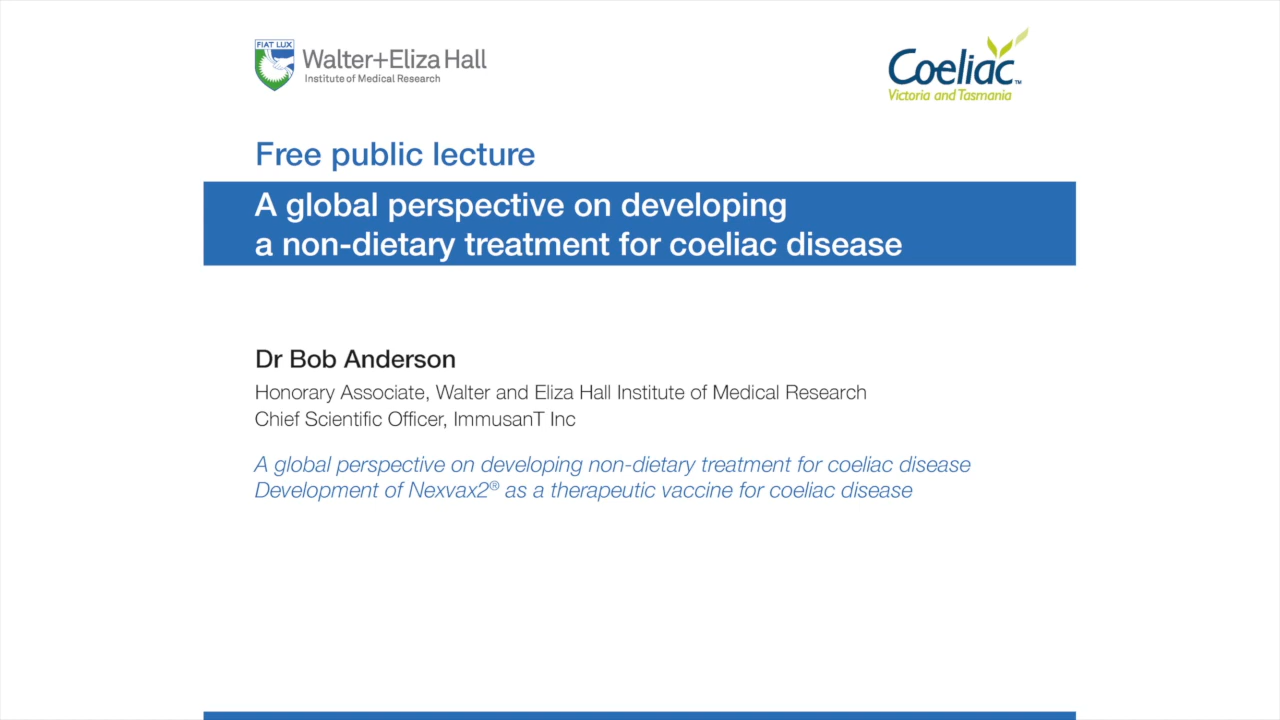 FIAT LUX
Walter+Eliza Hall
Institute of Medical Research
Coeliac™
Victoria and Tasmania
Free public lecture
A global perspective on developing
a non-dietary treatment for coeliac disease
Dr Bob Anderson
Honorary Associate, Walter and Eliza Hall Institute of Medical Research
Chief Scientific Officer, ImmusanT Inc
A global perspective on developing non-dietary treatment for coeliac disease
Development of Nexvax2® as a therapeutic vaccine for coeliac disease